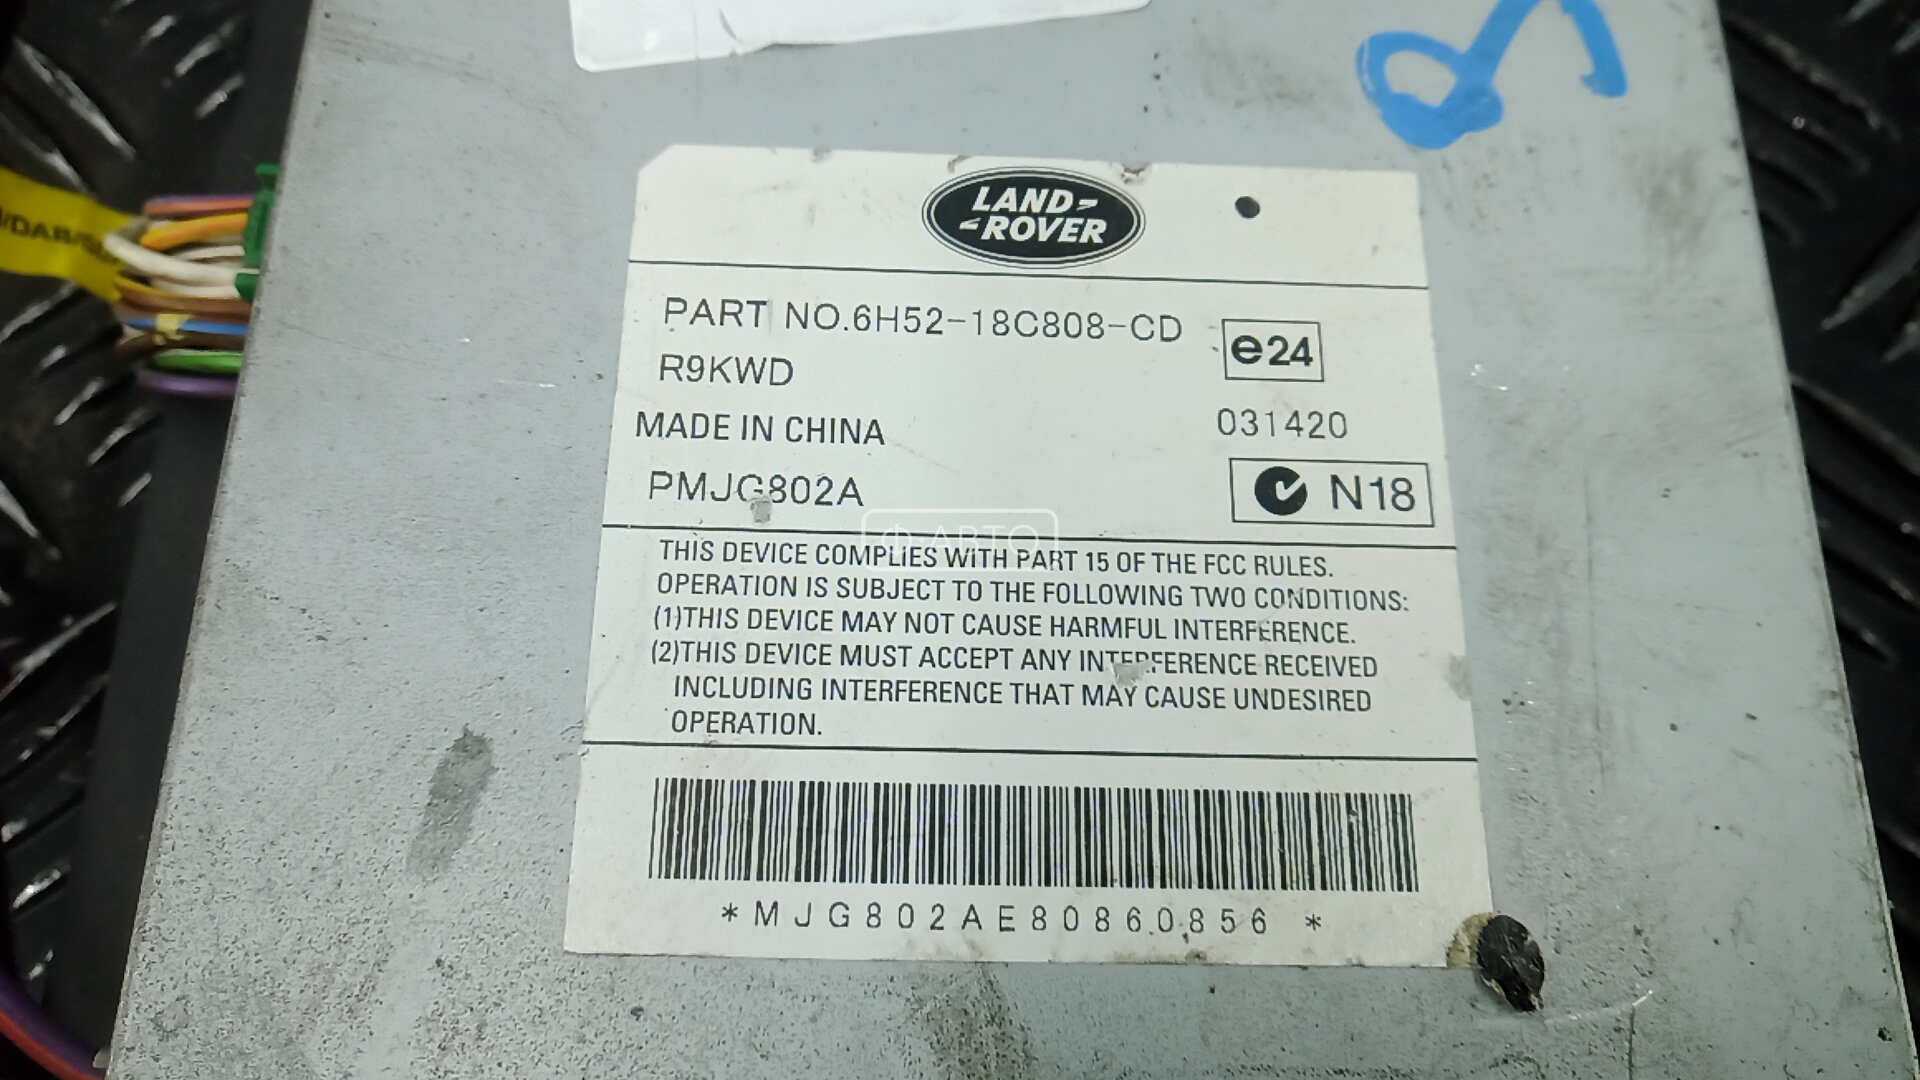 LAND-
-ROVER
PART NO.6H52-18C808-CD
e24
R9KWD
MADE IN CHINA
031420
PMJG802A
N18
Ф-АВТО
THIS DEVICE COMPLIES WITH PART 15 OF THE FCC RULES.
OPERATION IS SUBJECT TO THE FOLLOWING TWO CONDITIONS:
(1)THIS DEVICE MAY NOT CAUSE HARMFUL INTERFERENCE.
(2)THIS DEVICE MUST ACCEPT ANY INTERFERENCE RECEIVED
INCLUDING INTERFERENCE THAT MAY CAUSE UNDESIRED
OPERATION.
*MJG802AE80860856 *
/DAB/